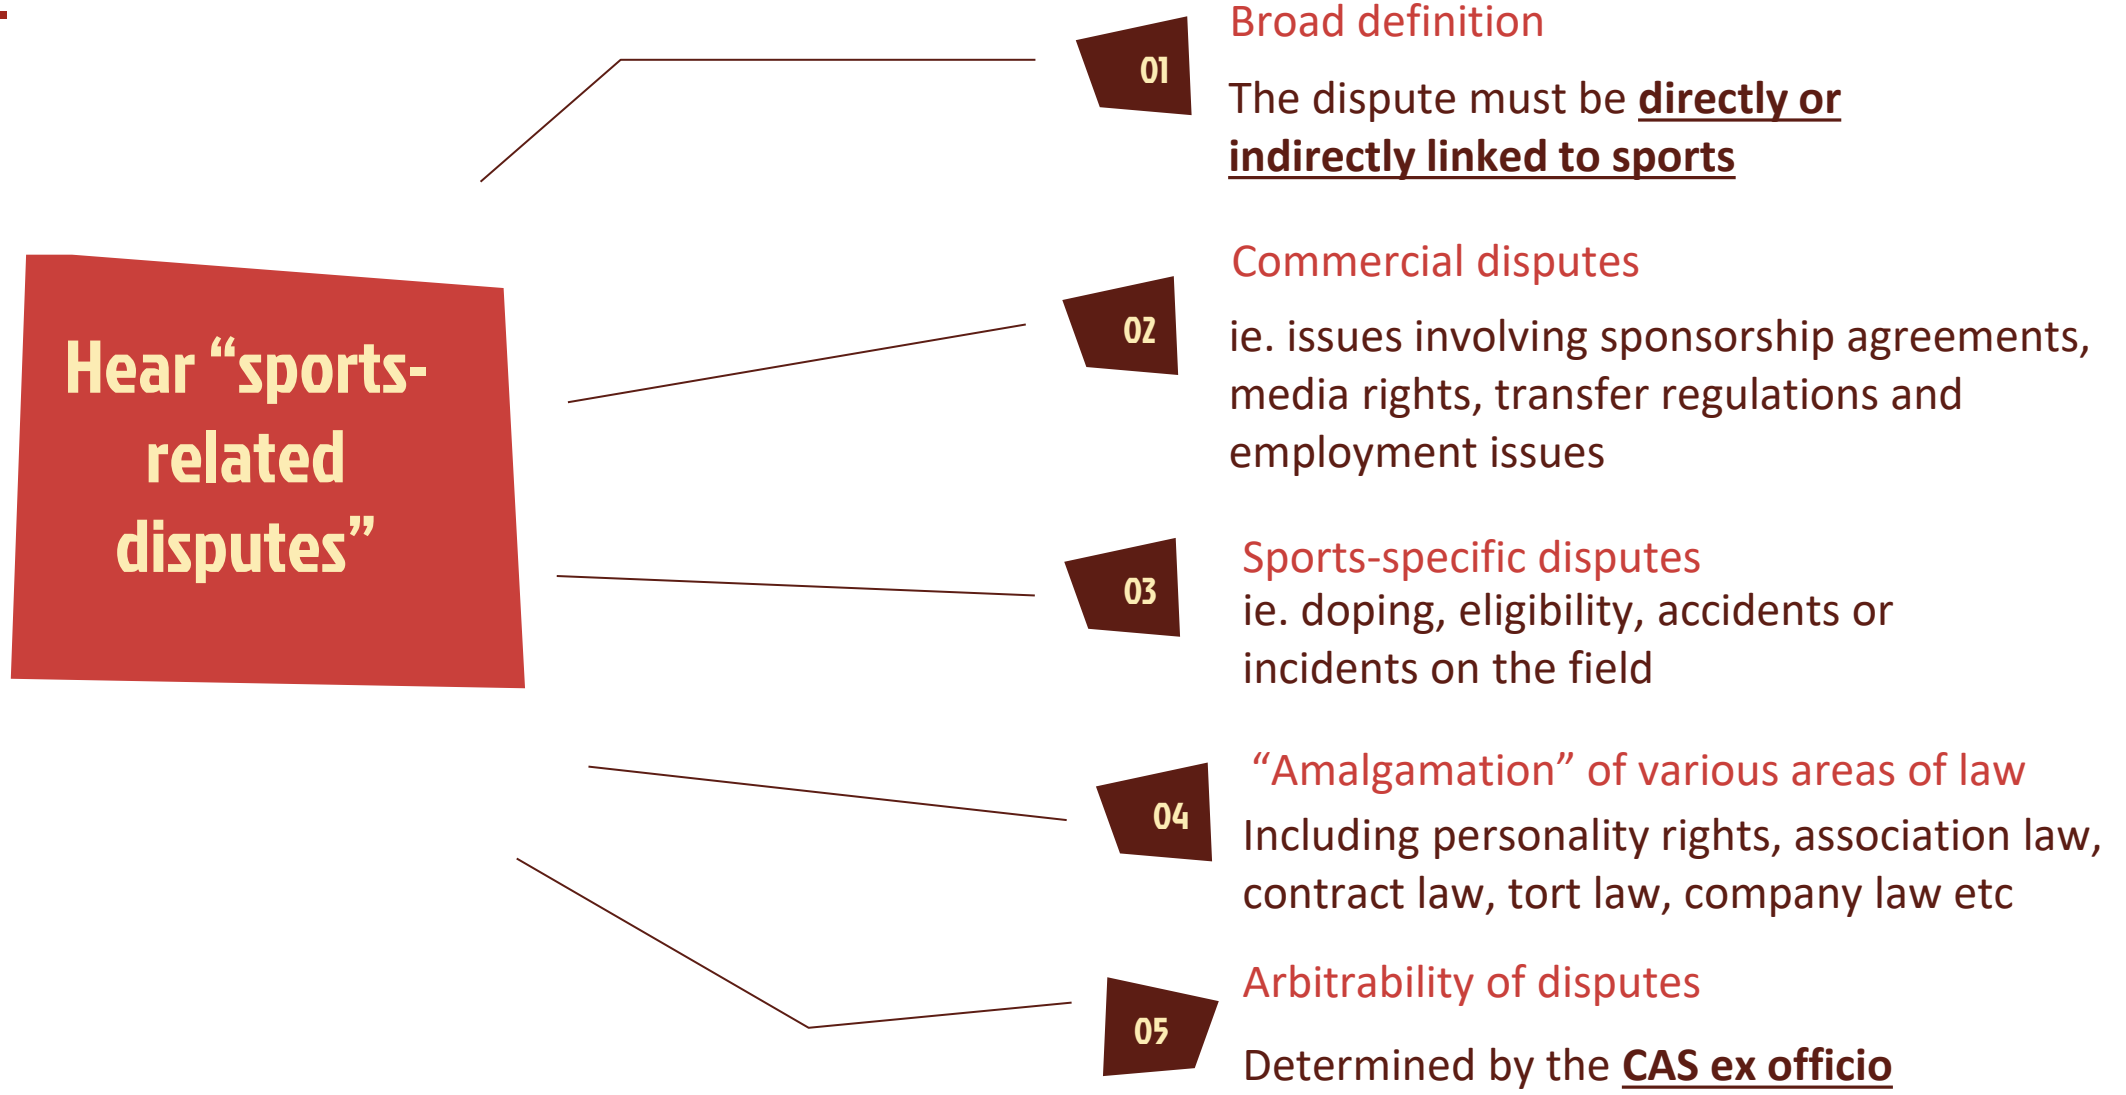 Hear “sports-
related
disputes”
01
Broad definition
The dispute must be directly or
indirectly linked to sports
02
Commercial disputes
ie. issues involving sponsorship agreements,
media rights, transfer regulations and
employment issues
03
Sports-specific disputes
ie. doping, eligibility, accidents or
incidents on the field
04
“Amalgamation” of various areas of law
Including personality rights, association law,
contract law, tort law, company law etc
05
Arbitrability of disputes
Determined by the CAS ex officio